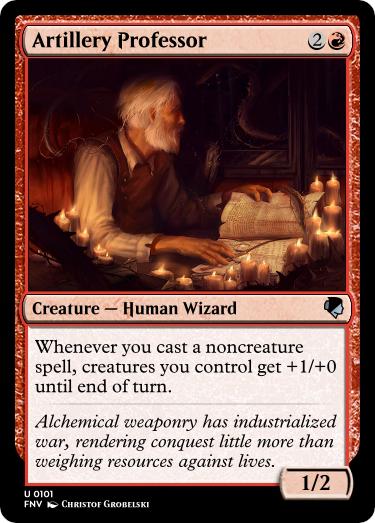 Artillery Professor 2
Creature — Human Wizard
Whenever you cast a noncreature
spell, creatures you control get +1/+0
until end of turn.
Alchemical weaponry has industrialized
war, rendering conquest little more than
weighing resources against lives.
1/2
U 0101
FNV Christof Grobelski